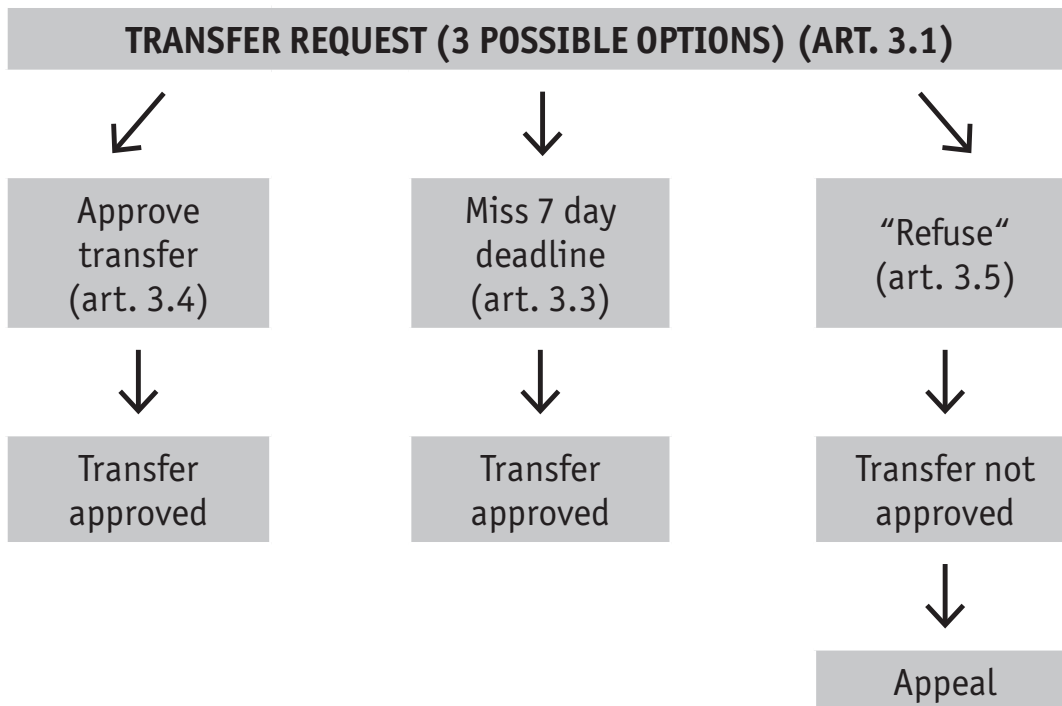 TRANSFER REQUEST (3 POSSIBLE OPTIONS) (ART. 3.1)
Approve
transfer
(art. 3.4)
Miss 7 day
deadline
(art. 3.3)
“Refuse“
(art. 3.5)
Transfer
approved
Transfer
approved
Transfer not
approved
Appeal